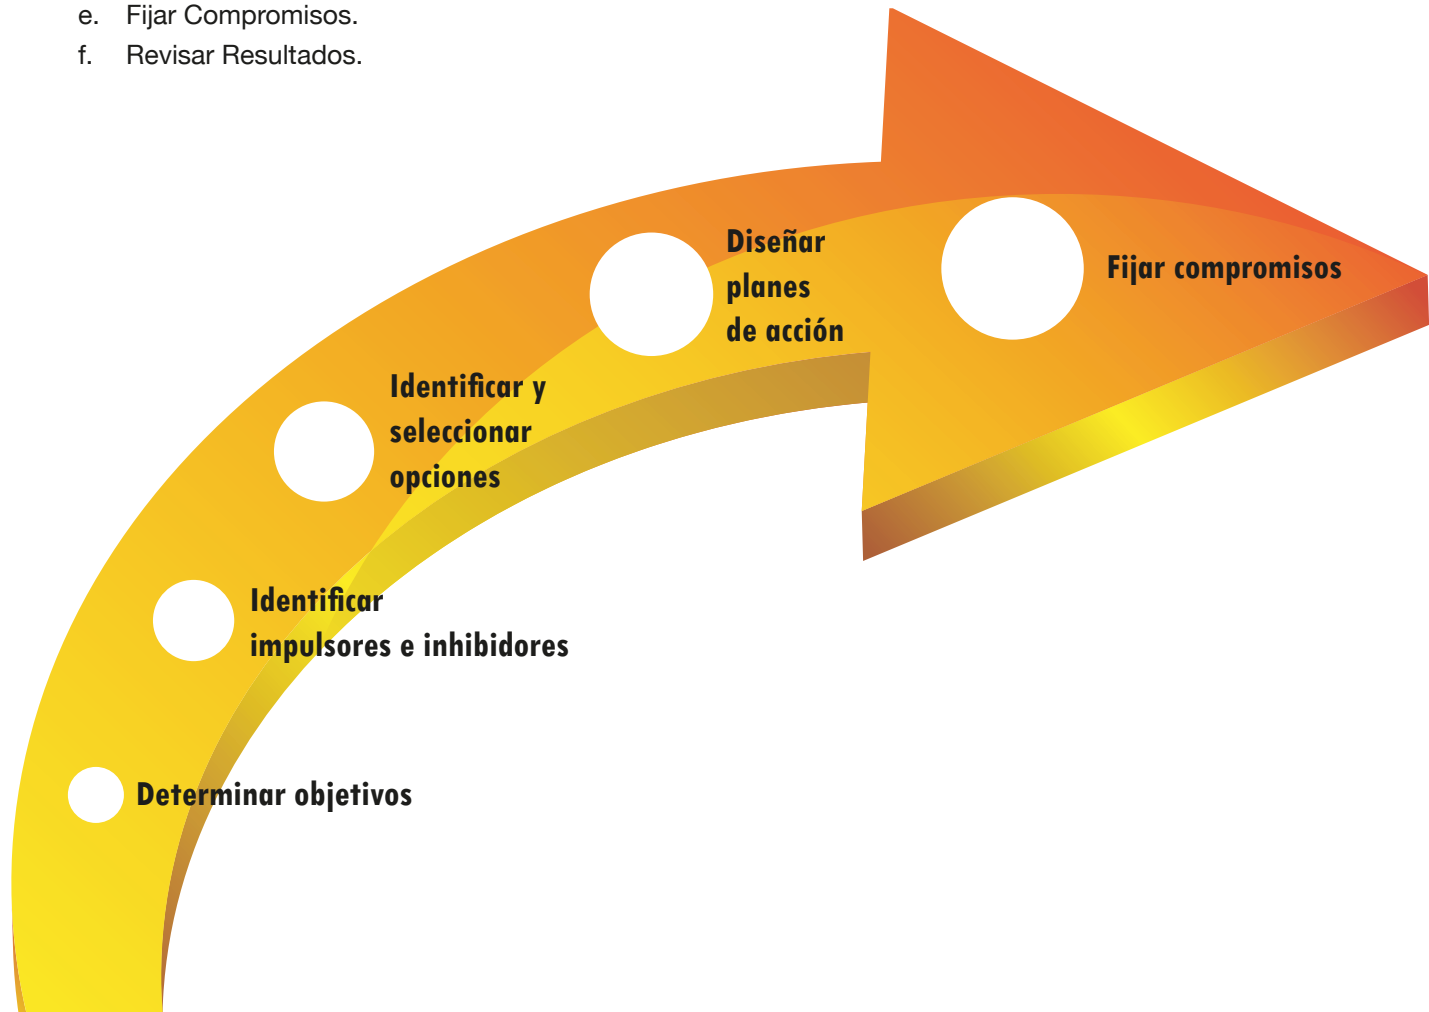 e. Fijar Compromisos.
f. Revisar Resultados.
Diseñar
planes
de acción
Fijar compromisos
Identificar y
seleccionar
opciones
Identificar
impulsores e inhibidores
Determinar objetivos